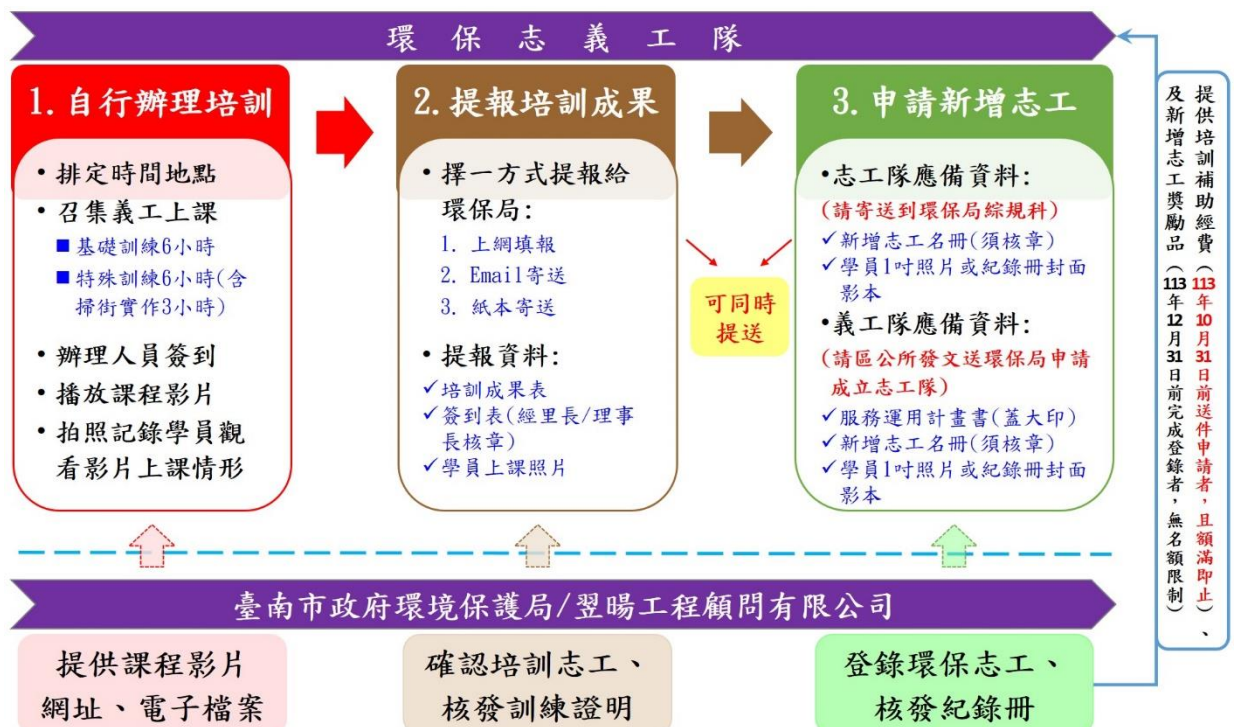 環保志義工隊
1.自行辦理培訓
• 排定時間地點
• 召集義工上課
■ 基礎訓練6小時
■ 特殊訓練6小時(含
掃街實作3小時)
• 辦理人員簽到
• 播放課程影片
• 拍照記錄學員觀
看影片上課情形
2.提報培訓成果
• 擇一方式提報給
環保局:
1. 上網填報
2. Email寄送
3. 紙本寄送
• 提報資料:
✓培訓成果表
✓簽到表(經里長/理事
長核章)
✓學員上課照片
可同時
提送
3.申請新增志工
•志工隊應備資料:
(請寄送到環保局綜規科)
✓新增志工名冊(須核章)
✓學員1吋照片或紀錄冊封面
影本
•義工隊應備資料:
(請區公所發文送環保局申請
成立志工隊)
✓服務運用計畫書(蓋大印)
✓新增志工名冊(須核章)
✓學員1吋照片或紀錄冊封面
影本
提供培訓補助經費(113年10月31日前送件申請者,且額滿即止)、
及新增志工獎勵品(113年12月31日前完成登錄者,無名額限制)
臺南市政府環境保護局/翌暘工程顧問有限公司
提供課程影片
網址、電子檔案
確認培訓志工、
核發訓練證明
登錄環保志工、
核發紀錄冊